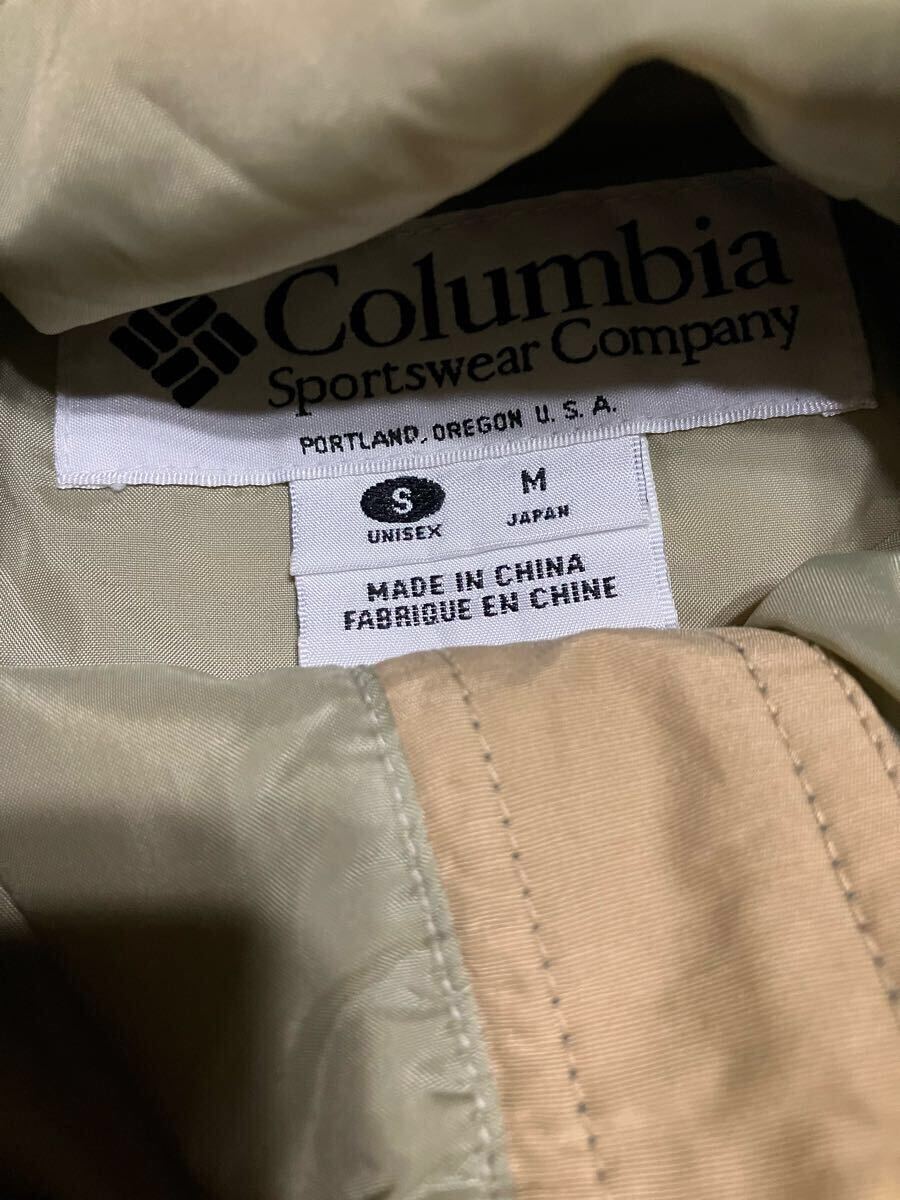 Columbia
Sportswear Company
PORTLAND, OREGON U.S.A.
S M
UNISEX JAPAN
MADE IN CHINA
FABRIQUE EN CHINE